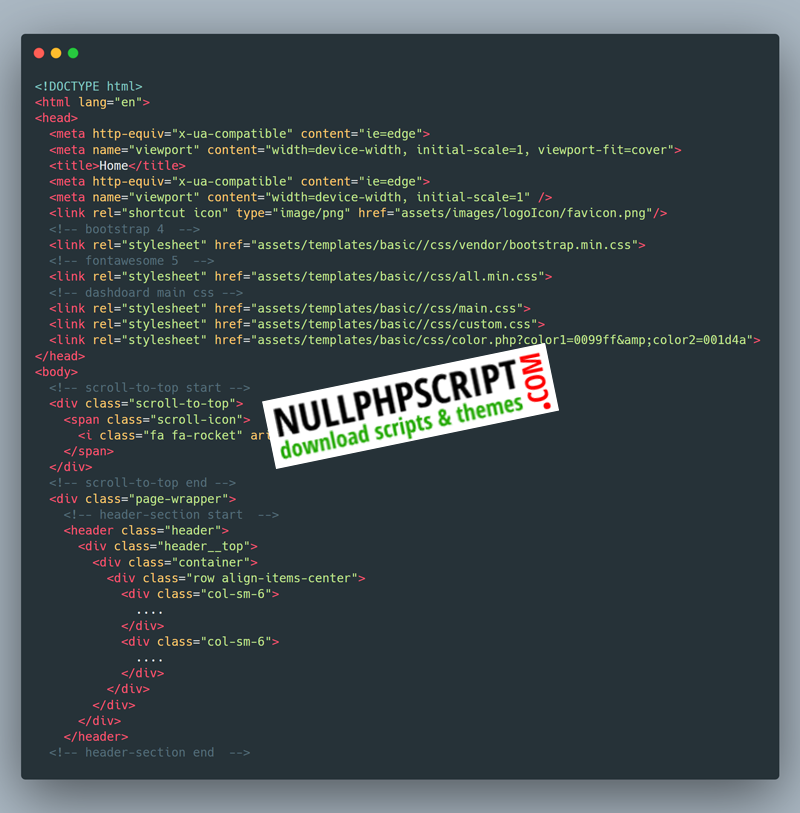 <!DOCTYPE html>
<html lang="en">
<head>
  <meta http-equiv="x-ua-compatible" content="ie=edge">
  <meta name="viewport" content="width=device-width, initial-scale=1, viewport-fit=cover">
  <title>Home</title>
  <meta http-equiv="x-ua-compatible" content="ie=edge">
  <meta name="viewport" content="width=device-width, initial-scale=1" />
  <link rel="shortcut icon" type="image/png" href="assets/images/logoIcon/favicon.png"/>
  <!-- bootstrap 4  -->
  <link rel="stylesheet" href="assets/templates/basic//css/vendor/bootstrap.min.css">
  <!-- fontawesome 5  -->
  <link rel="stylesheet" href="assets/templates/basic//css/all.min.css">
  <!-- dashdoard main css -->
  <link rel="stylesheet" href="assets/templates/basic//css/main.css">
  <link rel="stylesheet" href="assets/templates/basic//css/custom.css">
  <link rel="stylesheet" href="assets/templates/basic/css/color.php?color1=0099ff&amp;color2=001d4a">
</head>
<body>
  <!-- scroll-to-top start -->
  <div class="scroll-to-top">
    <span class="scroll-icon">
      <i class="fa fa-rocket"
    </span>
  </div>
  <!-- scroll-to-top end -->
  <div class="page-wrapper">
    <!-- header-section start  -->
    <header class="header">
      <div class="header__top">
        <div class="container">
          <div class="row align-items-center">
            <div class="col-sm-6">
              ....
            </div>
            <div class="col-sm-6">
              ....
            </div>
          </div>
        </div>
      </div>
    </header>
  <!-- header-section end  -->
NULLPHPSCRIPT.COM
download scripts & themes